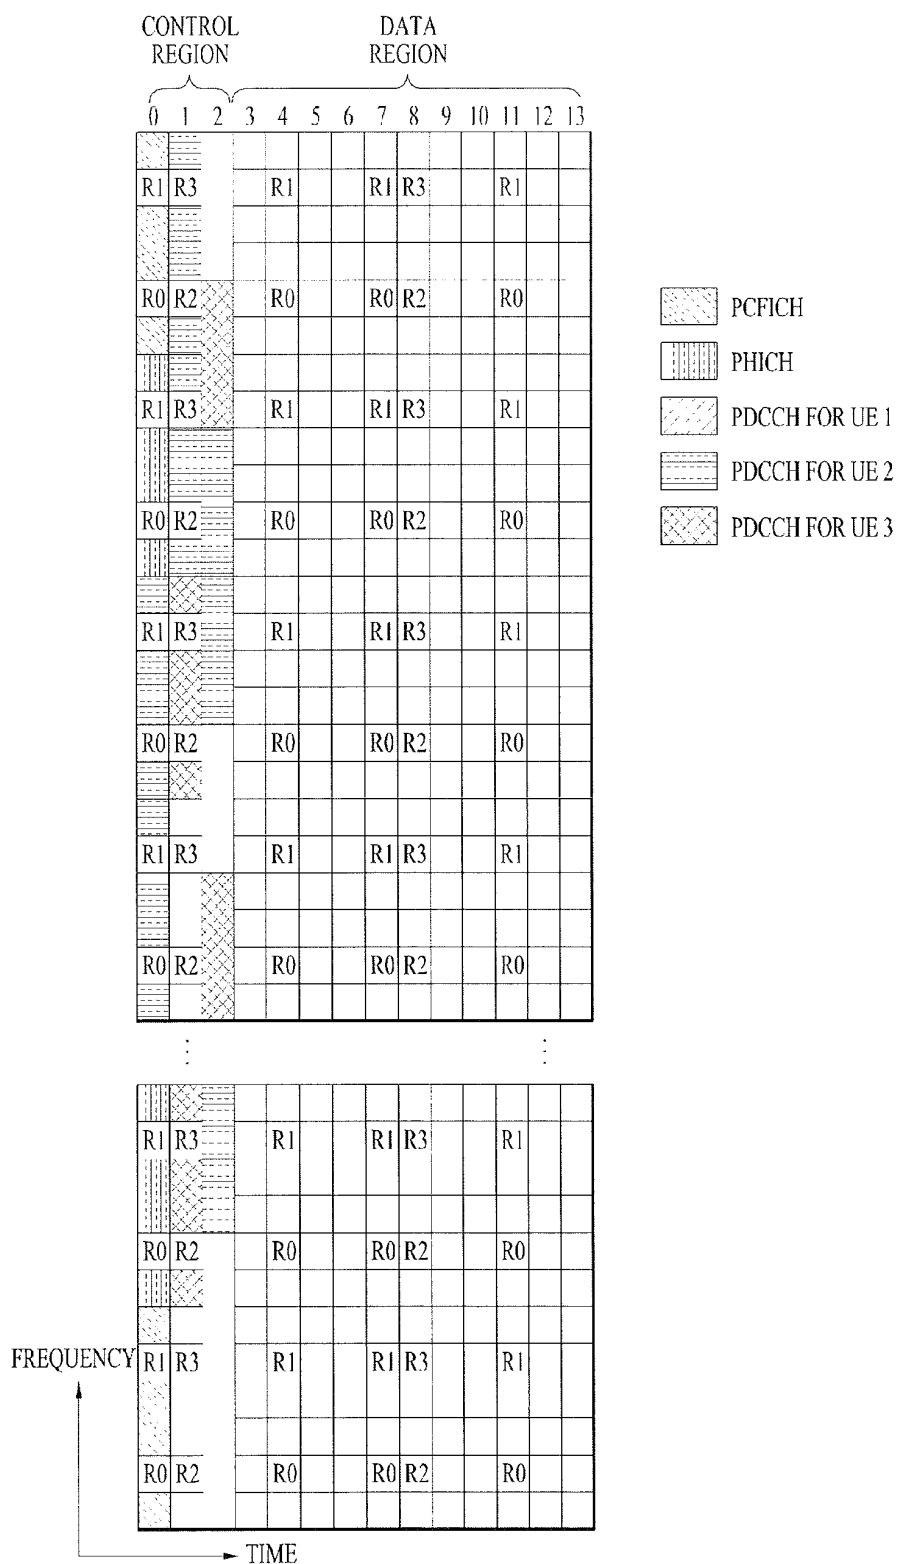 CONTROL REGION
DATA REGION
0 1 2 3 4 5 6 7 8 9 10 11 12 13
R1 R3 R1 R1 R3 R1
R0 R2 R0 R0 R2 R0
PCFICH
PHICH
R1 R3 R1 R1 R3 R1
PDCCH FOR UE 1
PDCCH FOR UE 2
R0 R2 R0 R0 R2 R0
PDCCH FOR UE 3
R1 R3 R1 R1 R3 R1
R0 R2 R0 R0 R2 R0
R1 R3 R1 R1 R3 R1
R0 R2 R0 R0 R2 R0
R1 R3 R1 R1 R3 R1
R0 R2 R0 R0 R2 R0
FREQUENCY
R1 R3 R1 R1 R3 R1
R0 R2 R0 R0 R2 R0
TIME